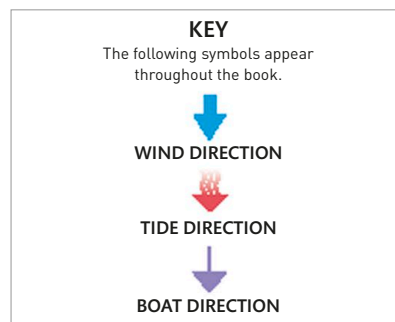 KEY
The following symbols appear
throughout the book.
WIND DIRECTION
TIDE DIRECTION
BOAT DIRECTION